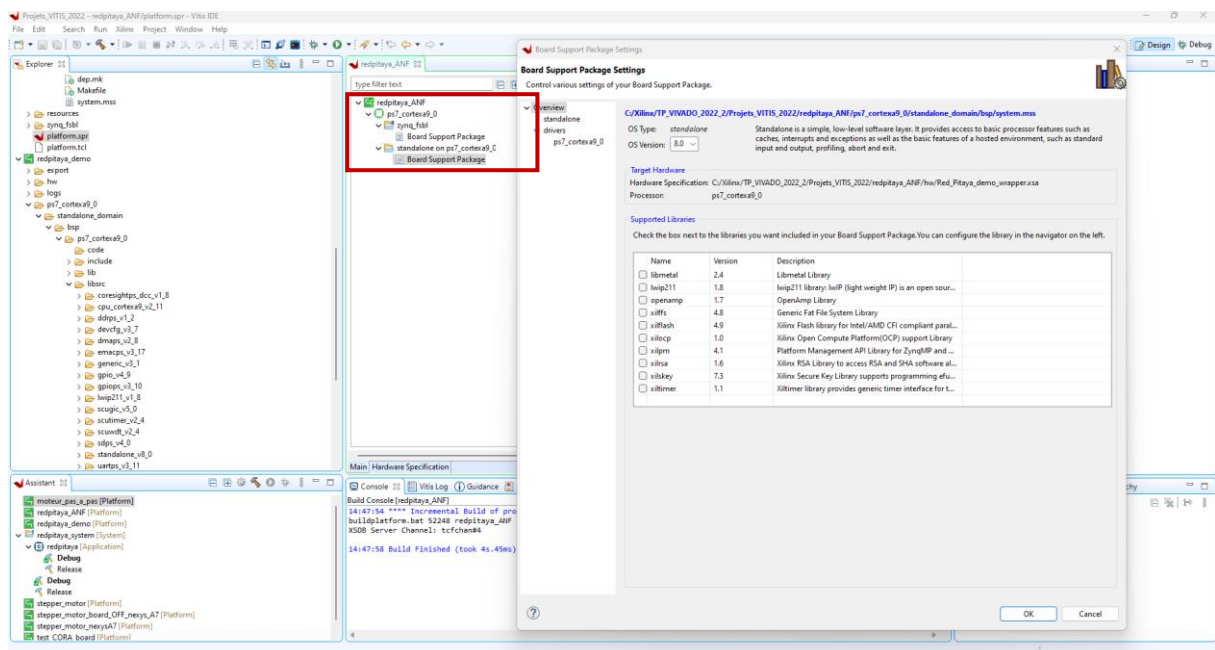 Projets_VITIS_2022 - redpitaya_ANF/platform.spr - Vitis IDE
File Edit Search Run Xilinx Project Window Help
Design Debug
Explorer
dep.mk
Makefile
system.mss
resources
zynq_fsbl
platform.spr
platform.tcl
redpitaya_demo
export
hw
logs
ps7_cortexa9_0
standalone_domain
bsp
ps7_cortexa9_0
code
include
lib
libsrc
coresightps_dcc_v1_8
cpu_cortexa9_v2_11
ddrps_v1_2
devcfg_v3_7
dmaps_v2_8
emacps_v3_17
generic_v3_1
gpio_v4_9
gpiops_v3_10
lwip211_v1_8
scugic_v5_0
scutimer_v2_4
scuwdt_v2_4
sdps_v4_0
standalone_v8_0
uartps_v3_11
redpitaya_ANF
type filter text
redpitaya_ANF
ps7_cortexa9_0
zynq_fsbl
Board Support Package
standalone on ps7_cortexa9_0
Board Support Package
Main Hardware Specification
Board Support Package Settings
Board Support Package Settings
Control various settings of your Board Support Package.
Overview
standalone
drivers
ps7_cortexa9_0
C:/Xilinx/TP_VIVADO_2022_2/Projets_VITIS_2022/redpitaya_ANF/ps7_cortexa9_0/standalone_domain/bsp/system.mss
OS Type: standalone
OS Version: 8.0
Standalone is a simple, low-level software layer. It provides access to basic processor features such as
caches, interrupts and exceptions as well as the basic features of a hosted environment, such as standard
input and output, profiling, abort and exit.
Target Hardware
Hardware Specification: C:/Xilinx/TP_VIVADO_2022_2/Projets_VITIS_2022/redpitaya_ANF/hw/Red_Pitaya_demo_wrapper.xsa
Processor: ps7_cortexa9_0
Supported Libraries
Check the box next to the libraries you want included in your Board Support Package.You can configure the library in the navigator on the left.
Name Version Description
libmetal 2.4 Libmetal Library
lwip211 1.8 lwip211 library: lwIP (light weight IP) is an open sour...
openamp 1.7 OpenAmp Library
xilffs 4.8 Generic Fat File System Library
xilflash 4.9 Xilinx Flash library for Intel/AMD CFI compliant paral...
xilocp 1.0 Xilinx Open Compute Platform(OCP) support Library
xilpm 4.1 Platform Management API Library for ZynqMP and ...
xilrsa 1.6 Xilinx RSA Library to access RSA and SHA software al...
xilskey 7.3 Xilinx Secure Key Library supports programming efu...
xiltimer 1.1 Xiltimer library provides generic timer interface for t...
OK Cancel
Assistant
moteur_pas_a_pas [Platform]
redpitaya_ANF [Platform]
redpitaya_demo [Platform]
redpitaya_system [System]
redpitaya [Application]
Debug
Release
Debug
Release
stepper_motor [Platform]
stepper_motor_board_OFF_nexys_A7 [Platform]
stepper_motor_nexysA7 [Platform]
test_CORA_board [Platform]
Console Vitis Log Guidance
Build Console [redpitaya_ANF]
14:47:54 **** Incremental Build of pro
buildplatform.bat 52248 redpitaya_ANF
XSDB Server Channel: tcfchan#4
14:47:58 Build Finished (took 4s.45ms)